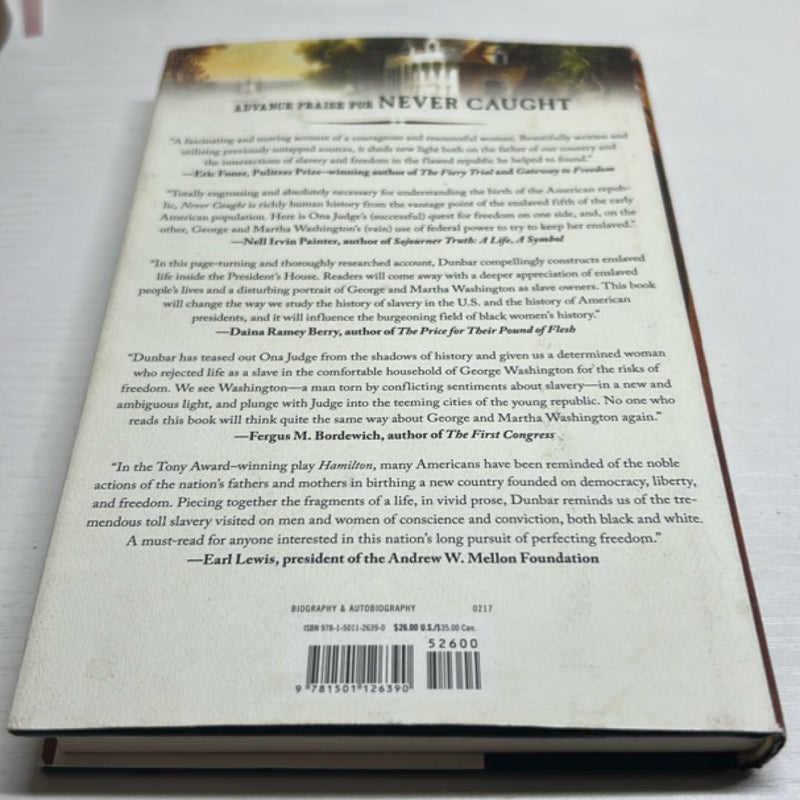 ADVANCE PRAISE FOR NEVER CAUGHT
"A fascinating and moving account of a courageous and resourceful woman. Beautifully written and
utilizing previously untapped sources, it sheds new light both on the father of our country and
the intersections of slavery and freedom in the flawed republic he helped to found."
—Eric Foner, Pulitzer Prize–winning author of The Fiery Trial and Gateway to Freedom
"Totally engrossing and absolutely necessary for understanding the birth of the American repub-
lic, Never Caught is richly human history from the vantage point of the enslaved fifth of the early
American population. Here is Ona Judge's (successful) quest for freedom on one side, and, on the
other, George and Martha Washington's (vain) use of federal power to try to keep her enslaved."
—Nell Irvin Painter, author of Sojourner Truth: A Life, A Symbol
"In this page-turning and thoroughly researched account, Dunbar compellingly constructs enslaved
life inside the President's House. Readers will come away with a deeper appreciation of enslaved
people's lives and a disturbing portrait of George and Martha Washington as slave owners. This book
will change the way we study the history of slavery in the U.S. and the history of American
presidents, and it will influence the burgeoning field of black women's history."
—Daina Ramey Berry, author of The Price for Their Pound of Flesh
"Dunbar has teased out Ona Judge from the shadows of history and given us a determined woman
who rejected life as a slave in the comfortable household of George Washington for the risks of
freedom. We see Washington—a man torn by conflicting sentiments about slavery—in a new and
ambiguous light, and plunge with Judge into the teeming cities of the young republic. No one who
reads this book will think quite the same way about George and Martha Washington again."
—Fergus M. Bordewich, author of The First Congress
"In the Tony Award–winning play Hamilton, many Americans have been reminded of the noble
actions of the nation's fathers and mothers in birthing a new country founded on democracy, liberty,
and freedom. Piecing together the fragments of a life, in vivid prose, Dunbar reminds us of the tre-
mendous toll slavery visited on men and women of conscience and conviction, both black and white.
A must-read for anyone interested in this nation's long pursuit of perfecting freedom."
—Earl Lewis, president of the Andrew W. Mellon Foundation
BIOGRAPHY & AUTOBIOGRAPHY 0217
ISBN 978-1-5011-2639-0 $26.00 U.S./$35.00 Can.
52600
9 781501 126390